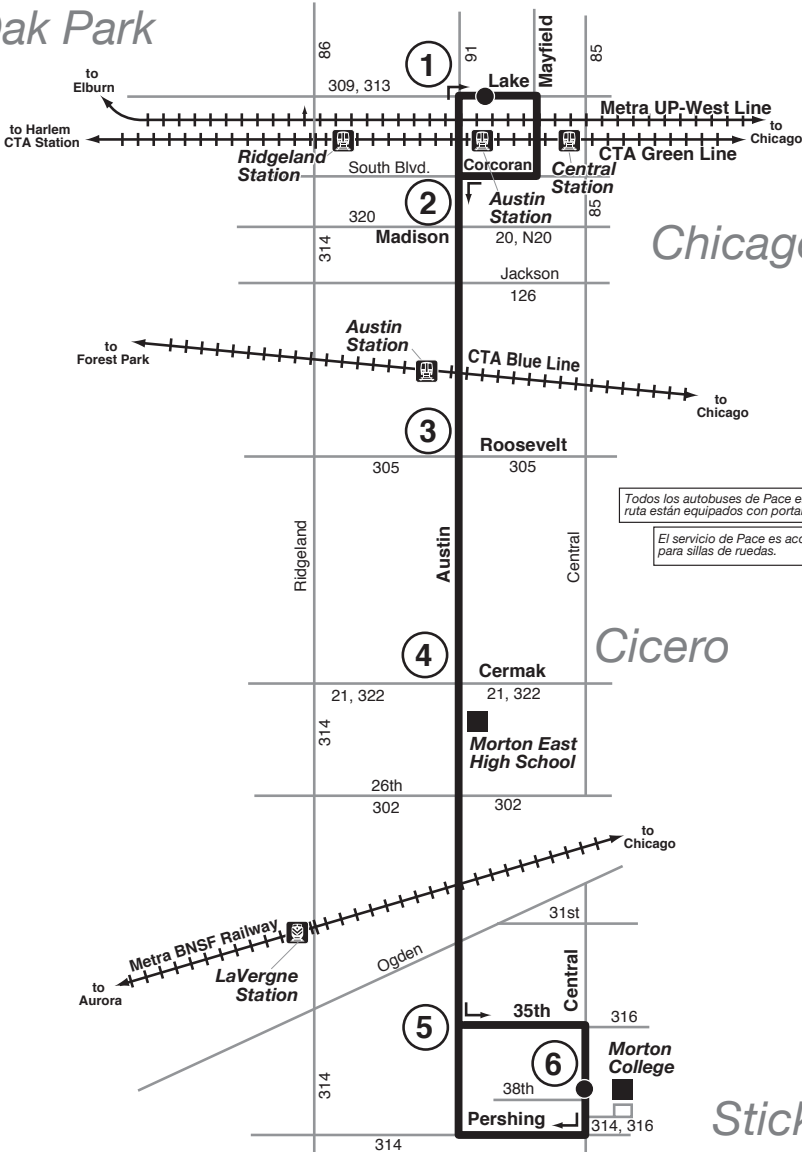 Oak Park
86
91
Mayfield
85
1
Lake
to
Elburn
309, 313
Metra UP-West Line
to Harlem
CTA Station
to
Chicago
Ridgeland
Station
South Blvd.
Corcoran
CTA Green Line
Central
Station
Austin
Station
2
320
Madison
20, N20
85
314
Chicago
Jackson
126
Austin
Station
to
Forest Park
CTA Blue Line
to
Chicago
3
Roosevelt
305
305
Todos los autobuses de Pace e
ruta están equipados con porta
El servicio de Pace es acc
para sillas de ruedas.
Ridgeland
Austin
Central
Cicero
4
Cermak
21, 322
21, 322
314
Morton East
High School
26th
302
302
to
Chicago
31st
Metra BNSF Railway
Ogden
to
Aurora
LaVergne
Station
Central
35th
316
5
6
Morton
College
38th
314
Pershing
314, 316
314
Stick